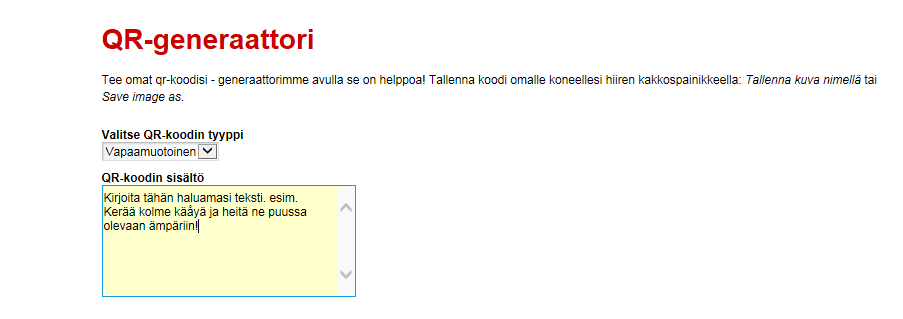 QR-generaattori
Tee omat qr-koodisi - generaattorimme avulla se on helppoa! Tallenna koodi omalle koneellesi hiiren kakkospainikkeella: Tallenna kuva nimellä tai
Save image as.
Valitse QR-koodin tyyppi
Vapaamuotoinen
QR-koodin sisältö
Kirjoita tähän haluamasi teksti. esim.
Kerää kolme kåäyä ja heitä ne puussa
olevaan ämpäriin!